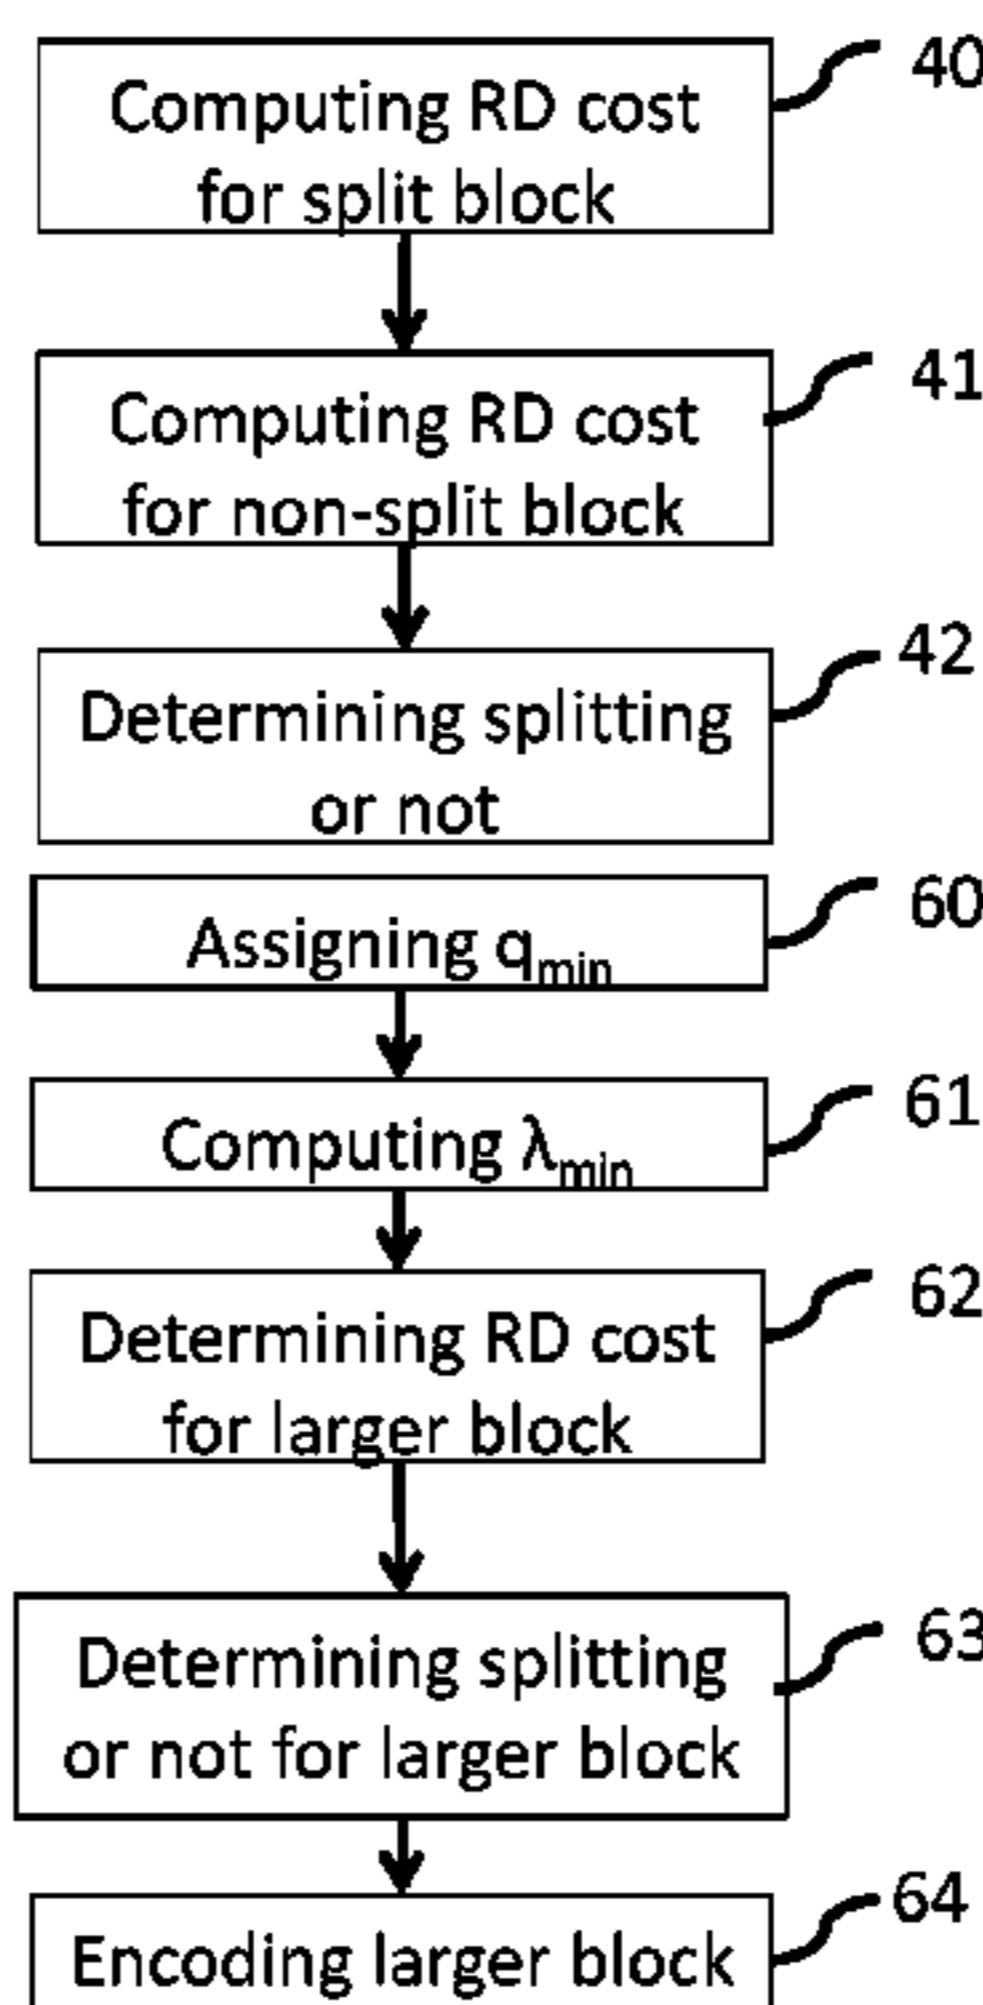 Computing RD cost
for split block
40
Computing RD cost
for non-split block
41
Determining splitting
or not
42
Assigning qmin
60
Computing λmin
61
Determining RD cost
for larger block
62
Determining splitting
or not for larger block
63
Encoding larger block
64